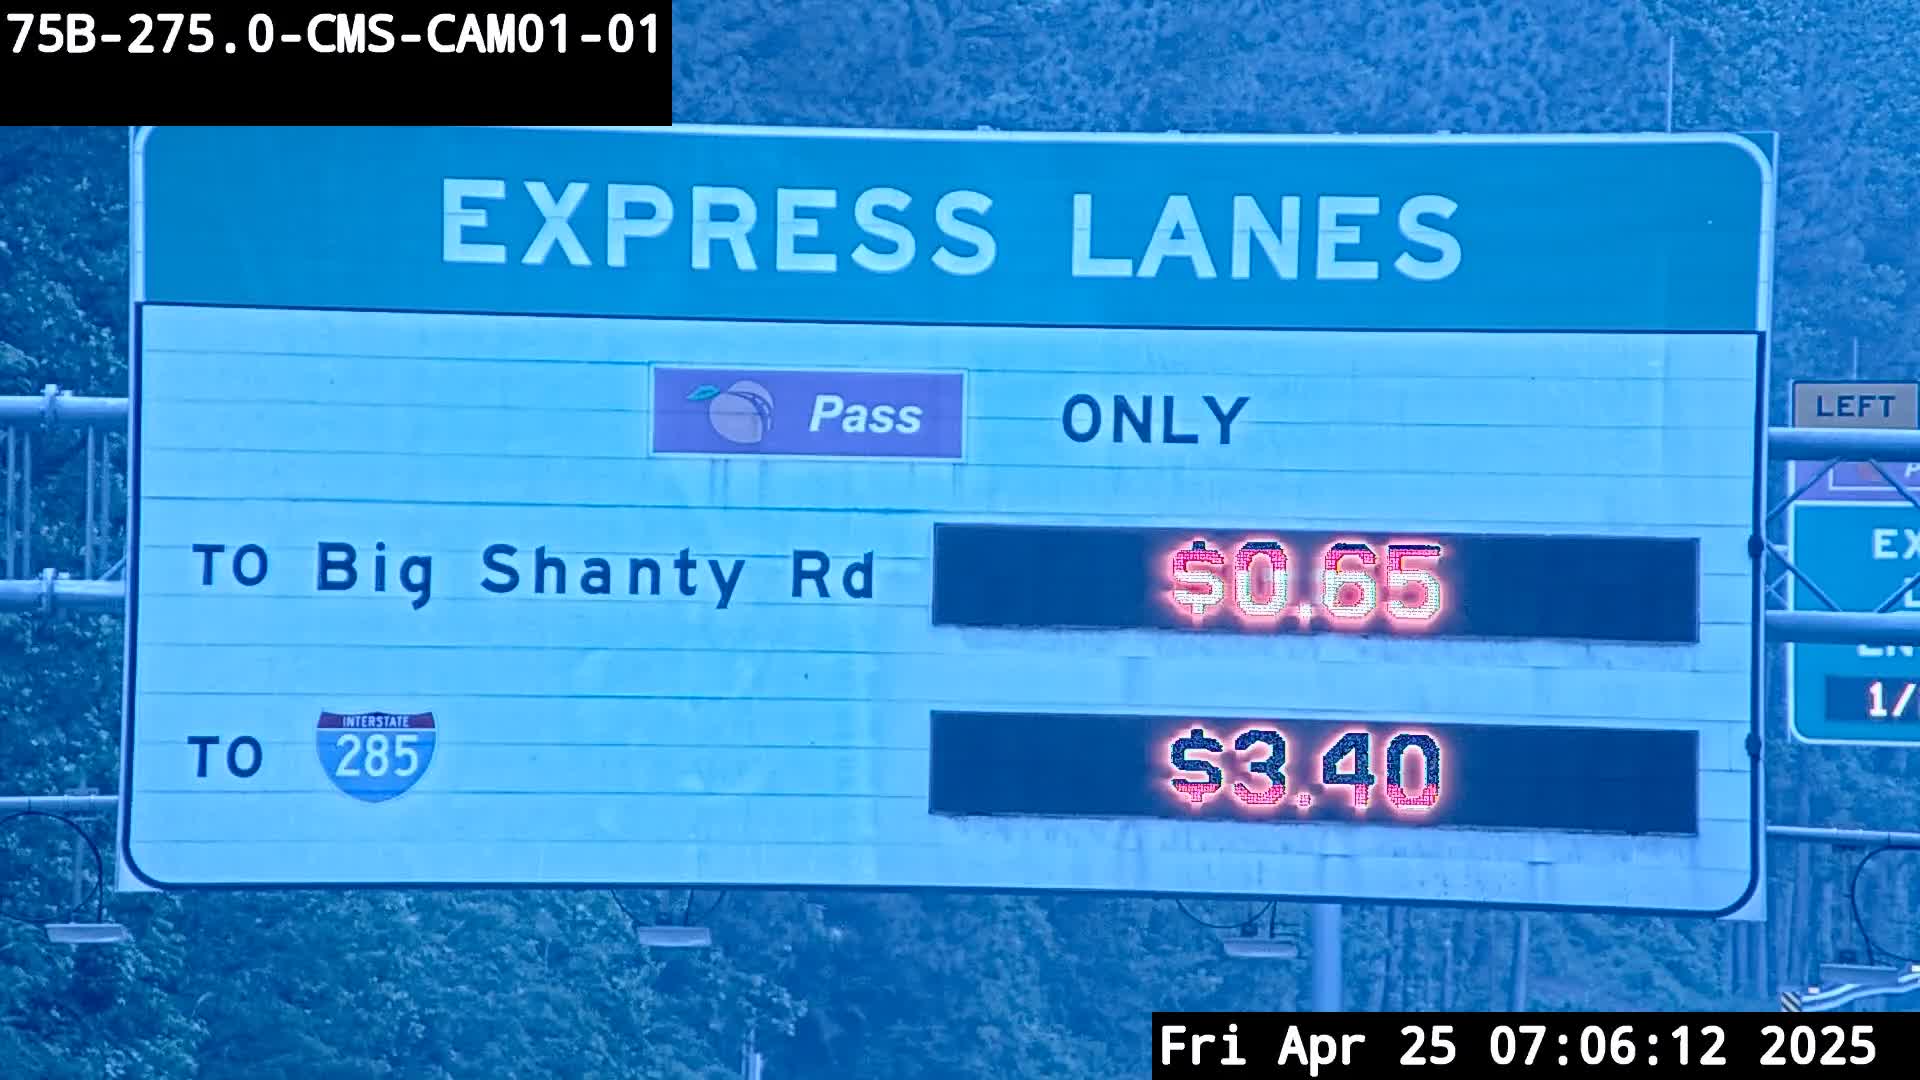 75B-275.0-CMS-CAM01-01
EXPRESS LANES
Pass ONLY
TO Big Shanty Rd $0.65
TO INTERSTATE 285 $3.40
LEFT
1/
Fri Apr 25 07:06:12 2025